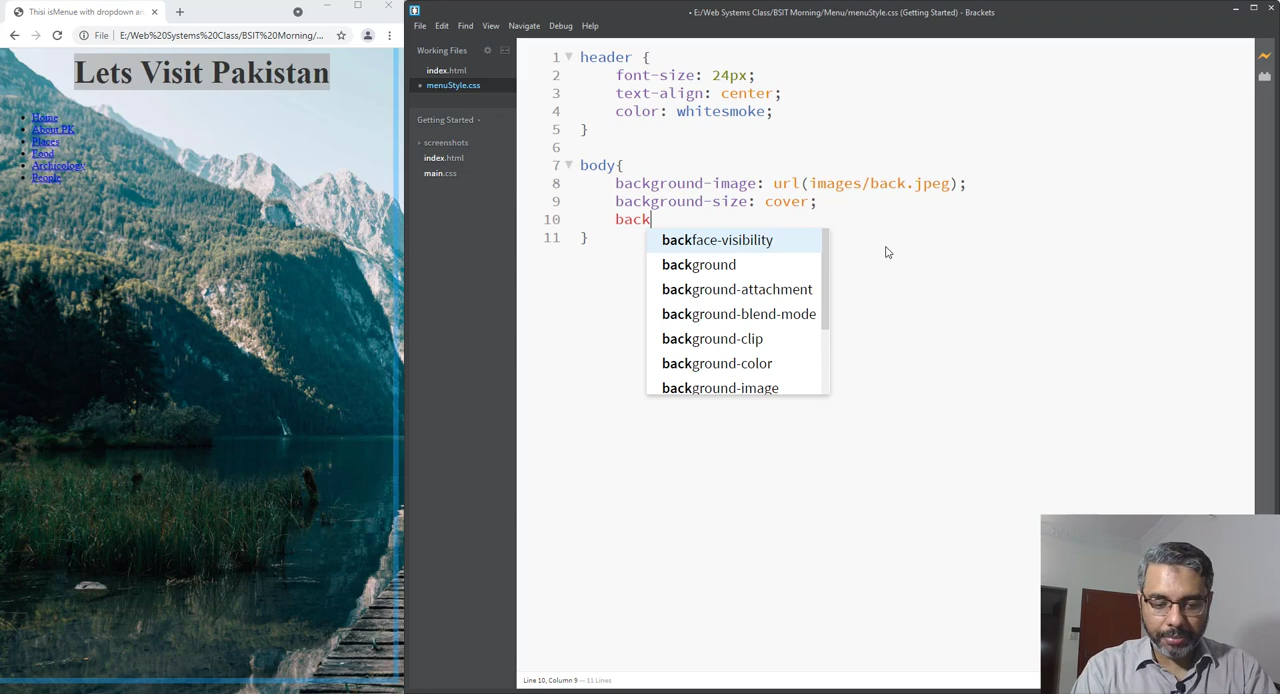 Thisi isMenue with dropdown an
File E:/Web%20Systems%20Class/BSIT%20Morning/...
Lets Visit Pakistan
Home
About PK
Places
Food
Archicology
People
• E:/Web Systems Class/BSIT Morning/Menu/menuStyle.css (Getting Started) - Brackets
File Edit Find View Navigate Debug Help
Working Files
index.html
menuStyle.css
Getting Started
screenshots
index.html
main.css
1 header {
2 font-size: 24px;
3 text-align: center;
4 color: whitesmoke;
5 }
6
7 body{
8 background-image: url(images/back.jpeg);
9 background-size: cover;
10 back
11 }
backface-visibility
background
background-attachment
background-blend-mode
background-clip
background-color
background-image
Line 10, Column 9 — 11 Lines